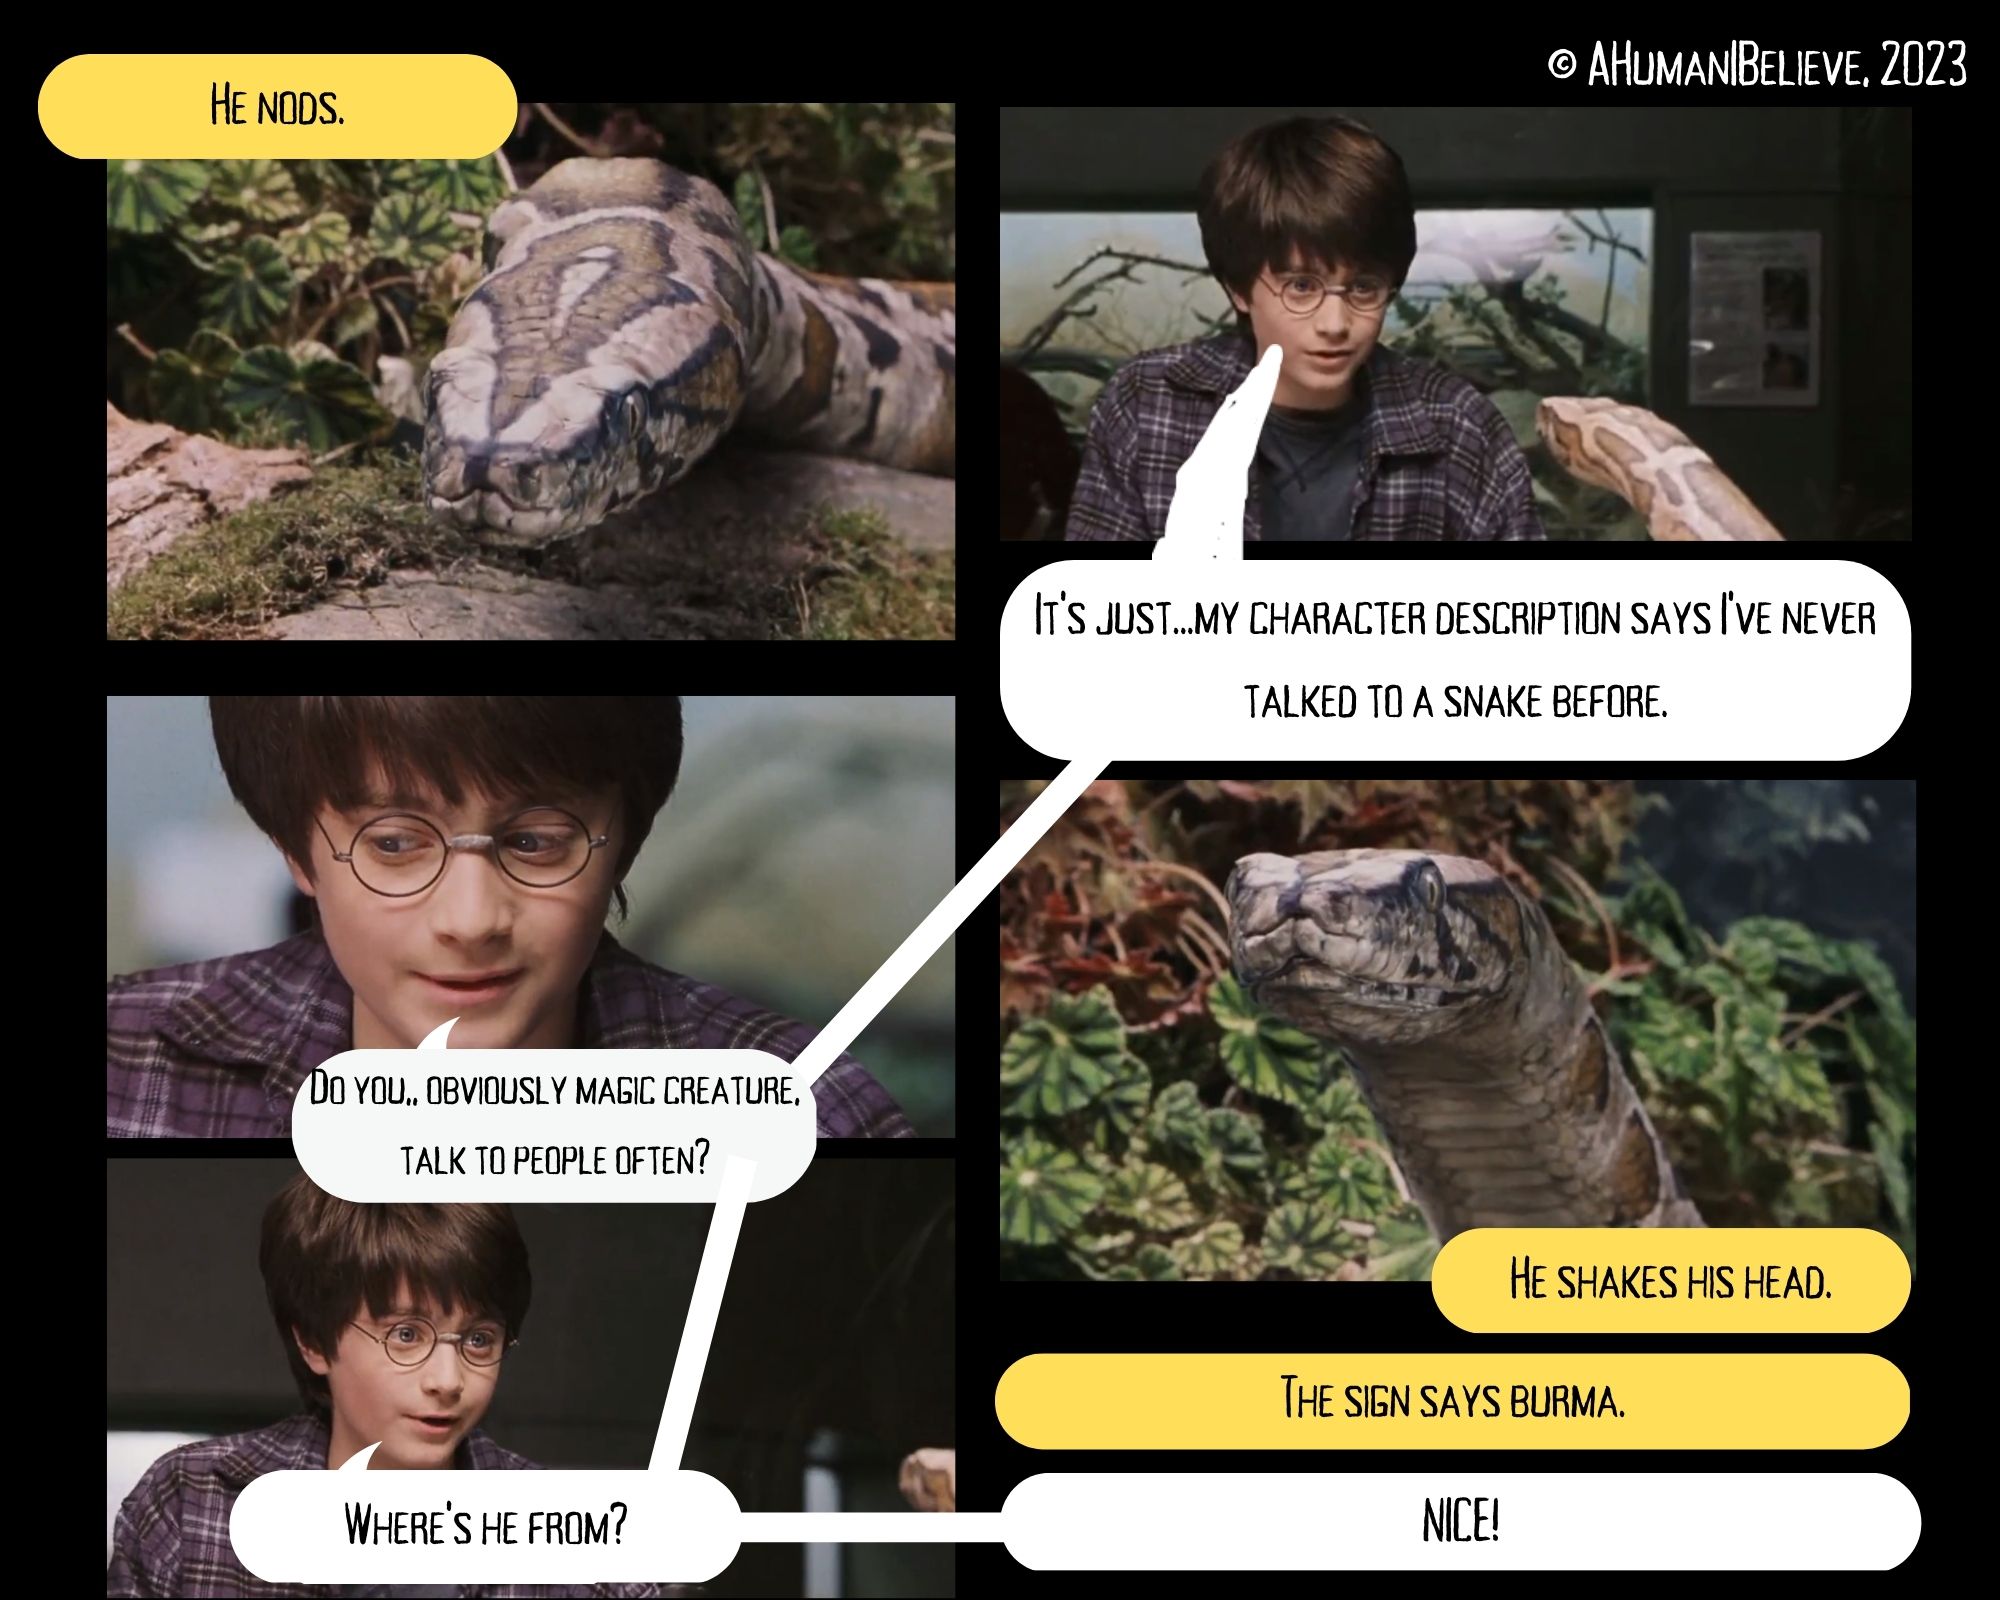 © AHumanIBelieve, 2023
He nods.
It's just...my character description says I've never
talked to a snake before.
Do you,, obviously magic creature,
talk to people often?
He shakes his head.
Where's he from?
The sign says burma.
NICE!